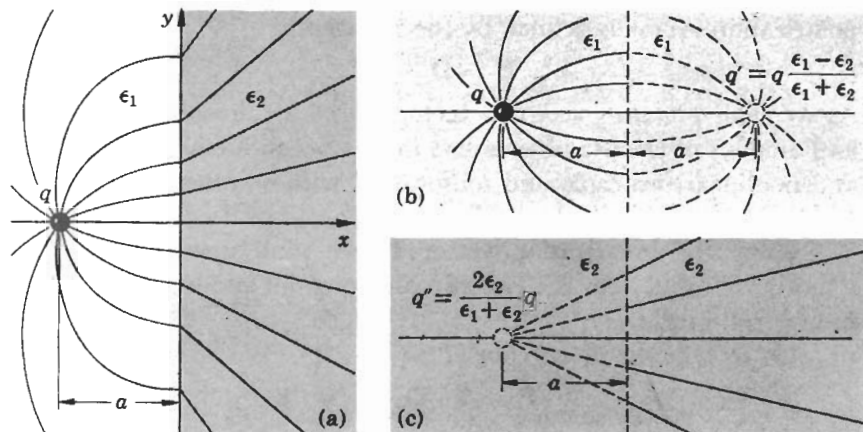 y
ϵ₁
ϵ₂
q
x
a
(a)
ϵ₁
ϵ₁
q
q′ = q (ϵ₁ − ϵ₂)/(ϵ₁ + ϵ₂)
a
a
(b)
ϵ₂
ϵ₂
q″ = 2ϵ₂/(ϵ₁ + ϵ₂) q
a
(c)